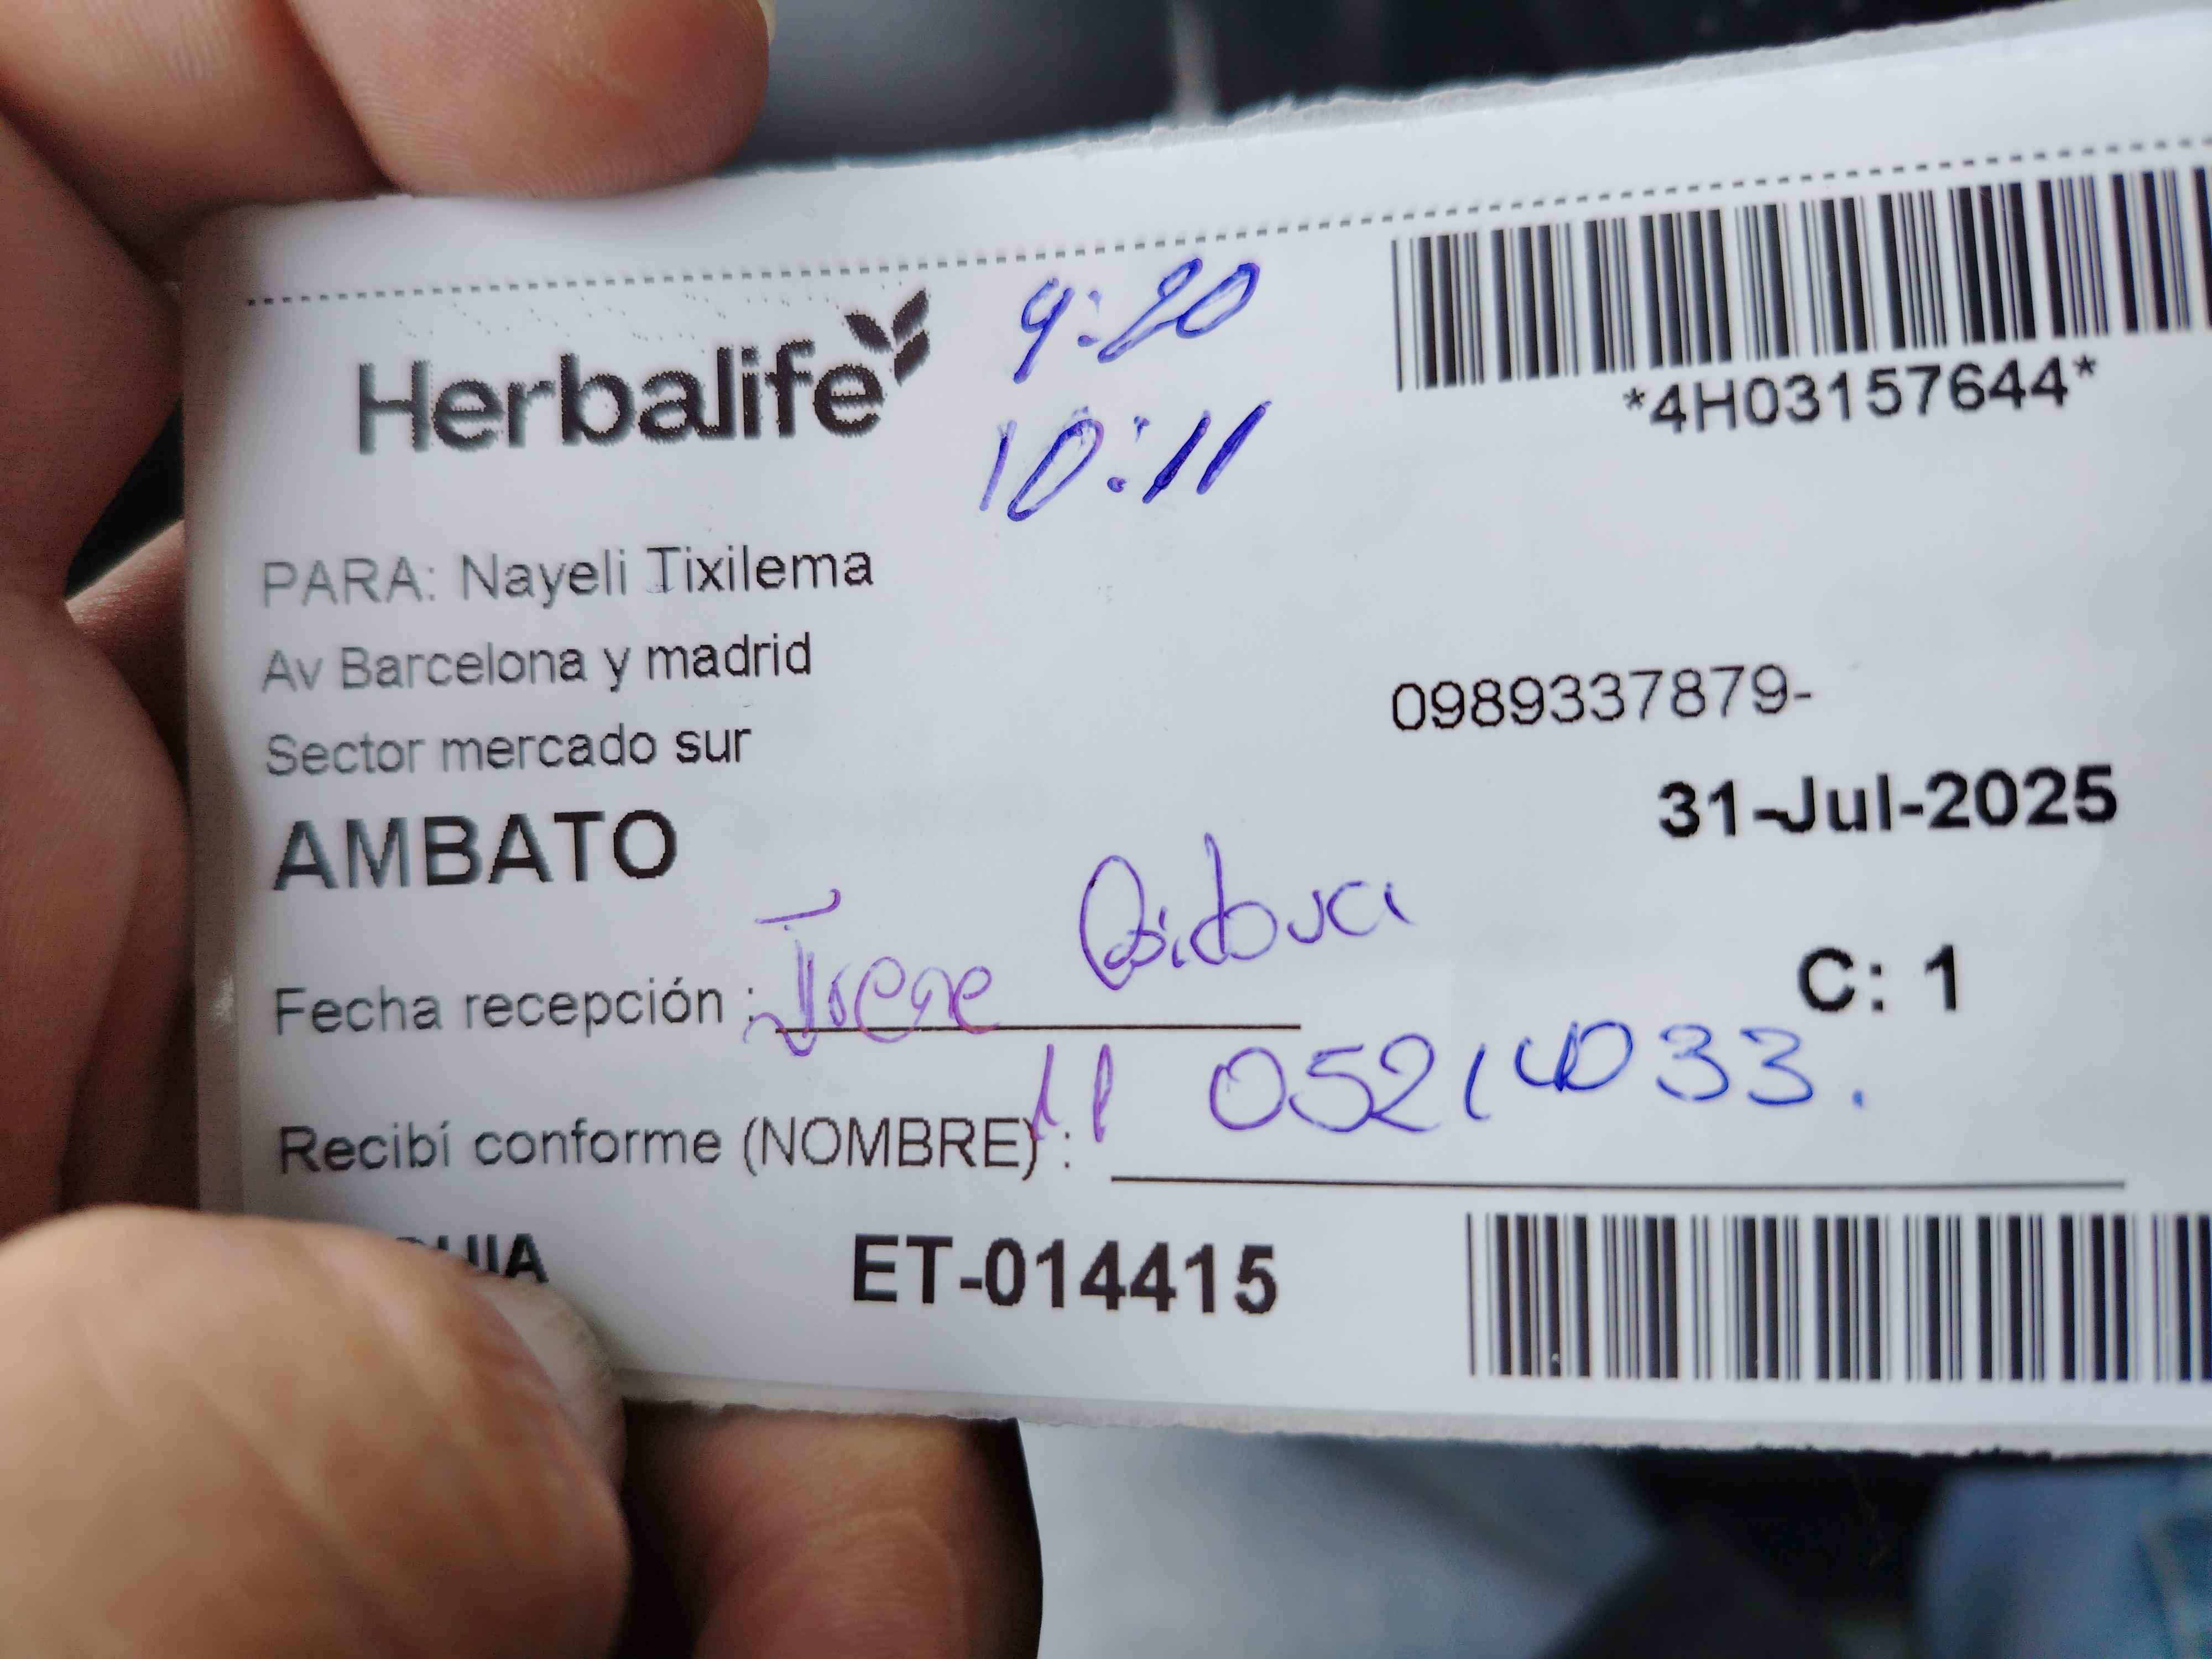 Herbalife
9:20
10:11
*4H03157644*
PARA: Nayeli Tixilema
Av Barcelona y madrid
Sector mercado sur
0989337879-
AMBATO
31-Jul-2025
Fecha recepción : Irene
C: 1
Recibí conforme (NOMBRE) :
ET-014415